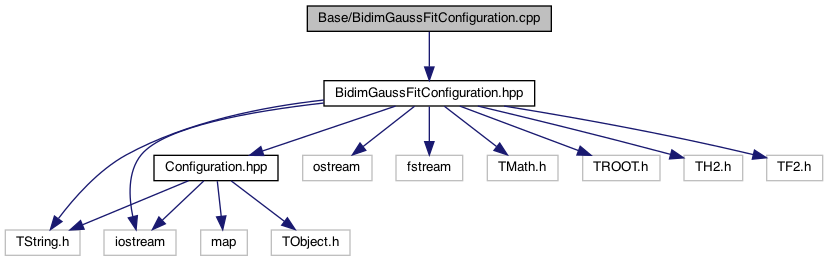 Base/BidimGaussFitConfiguration.cpp
BidimGaussFitConfiguration.hpp
Configuration.hpp
ostream
fstream
TMath.h
TROOT.h
TH2.h
TF2.h
TString.h
iostream
map
TObject.h